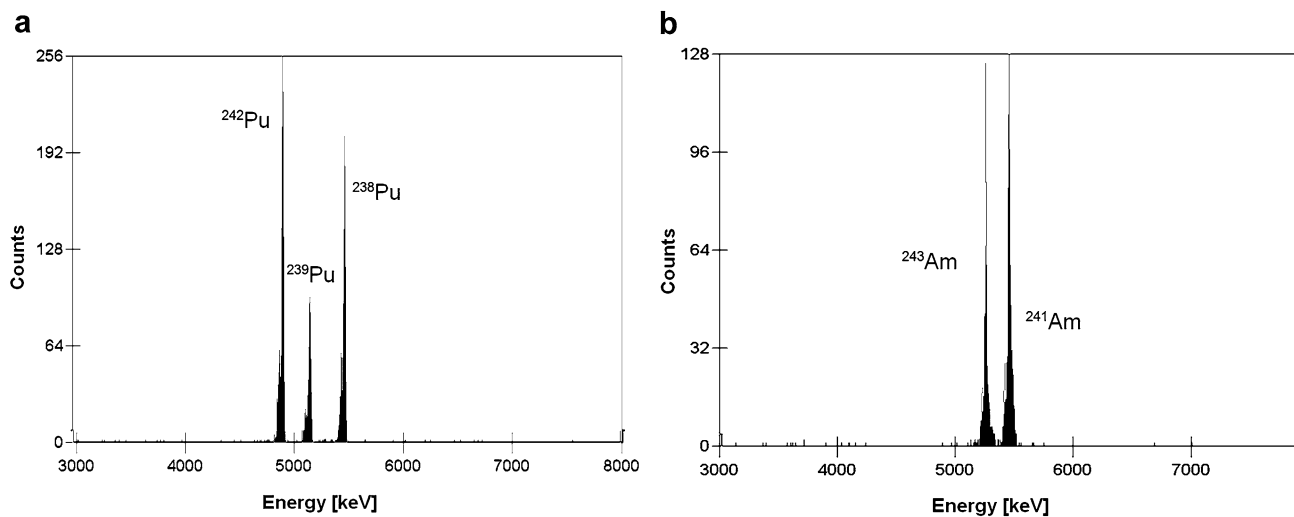 a
256
192
128
64
0
Counts
²⁴²Pu
²³⁹Pu
²³⁸Pu
3000 4000 5000 6000 7000 8000
Energy [keV]
b
128
96
64
32
0
Counts
²⁴³Am
²⁴¹Am
3000 4000 5000 6000 7000
Energy [keV]